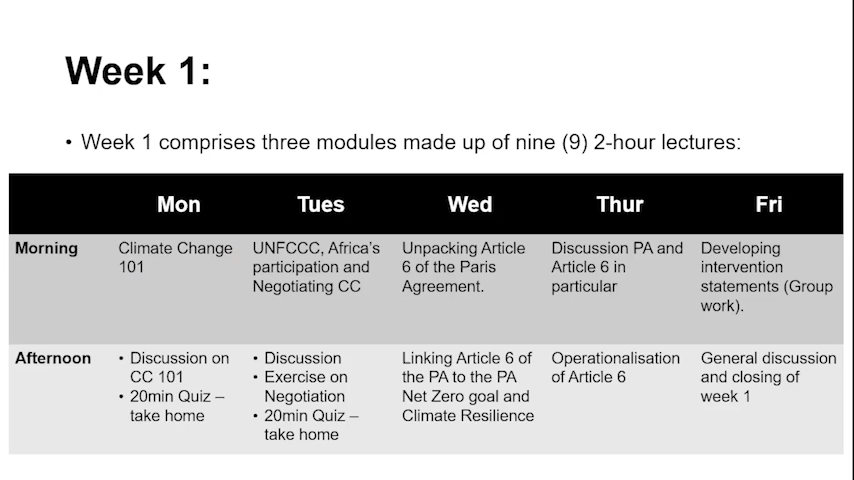 Week 1:
• Week 1 comprises three modules made up of nine (9) 2-hour lectures:
Mon Tues Wed Thur Fri
Morning
Climate Change
101
UNFCCC, Africa's
participation and
Negotiating CC
Unpacking Article
6 of the Paris
Agreement.
Discussion PA and
Article 6 in
particular
Developing
intervention
statements (Group
work).
Afternoon
• Discussion on
CC 101
• 20min Quiz –
take home
• Discussion
• Exercise on
Negotiation
• 20min Quiz –
take home
Linking Article 6 of
the PA to the PA
Net Zero goal and
Climate Resilience
Operationalisation
of Article 6
General discussion
and closing of
week 1